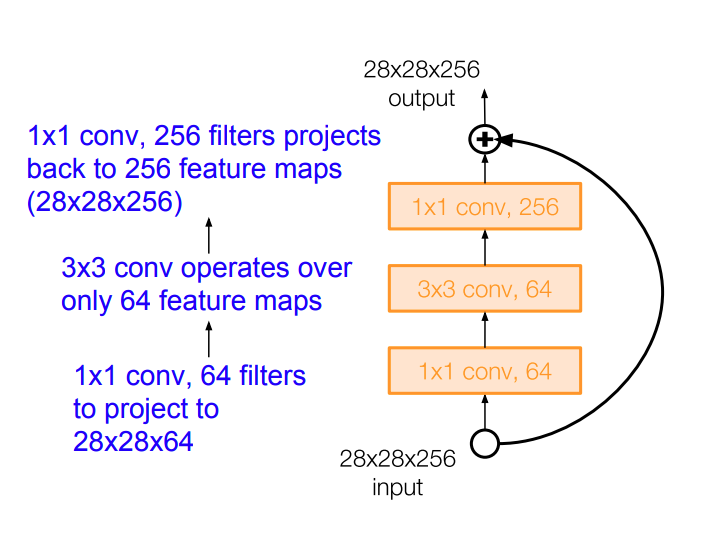 28x28x256
output
1x1 conv, 256 filters projects
back to 256 feature maps
(28x28x256)
3x3 conv operates over
only 64 feature maps
1x1 conv, 64 filters
to project to
28x28x64
+
1x1 conv, 256
3x3 conv, 64
1x1 conv, 64
28x28x256
input